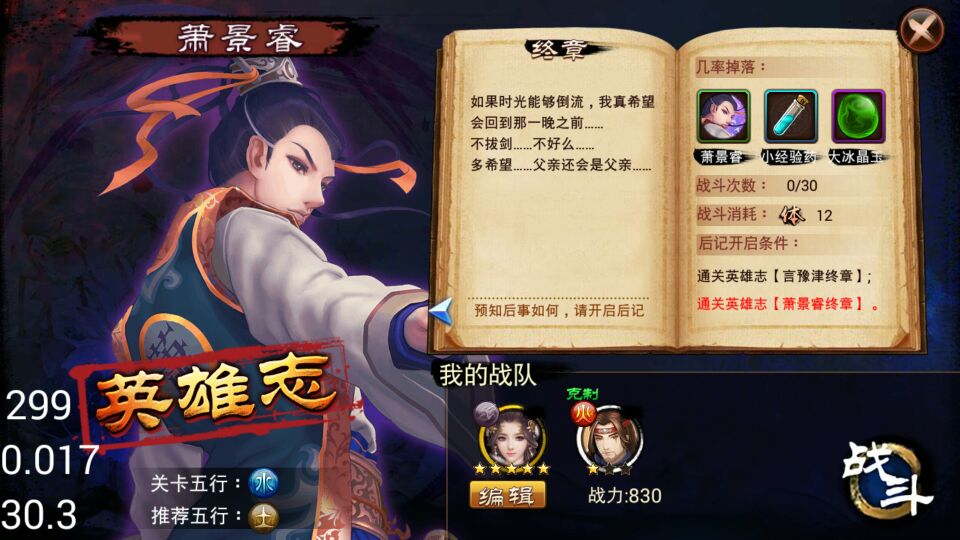 萧景睿
终章
如果时光能够倒流，我真希望
会回到那一晚之前……
不拔剑……不好么……
多希望……父亲还会是父亲……
预知后事如何，请开启后记
几率掉落：
萧景睿 小经验药 大冰晶玉
战斗次数： 0/30
战斗消耗： 体 12
后记开启条件：
通关英雄志【言豫津终章】;
通关英雄志【萧景睿终章】。
英雄志
299
0.017
30.3
关卡五行： 水
推荐五行： 土
我的战队
克制
火
编辑
战力:830
战斗